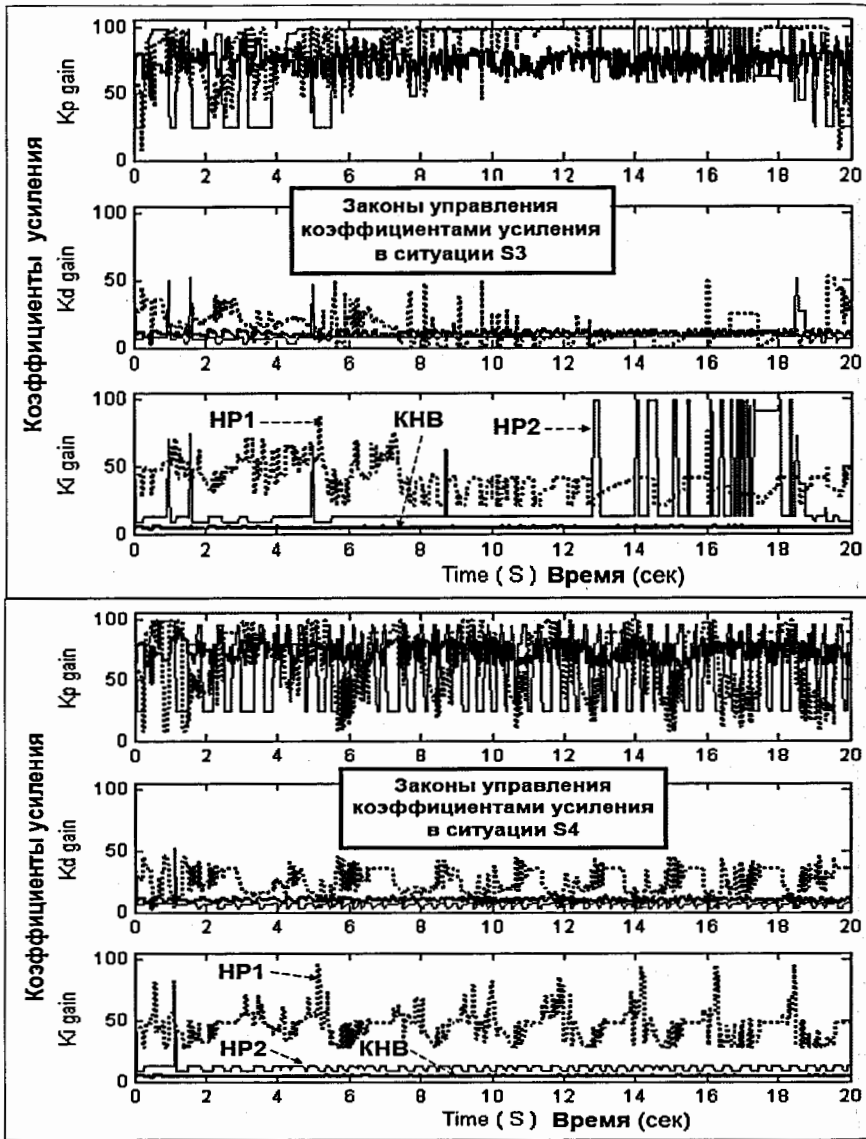 Коэффициенты усиления
Kp gain
100
50
0
0 2 4 6 8 10 12 14 16 18 20
Законы управления
коэффициентами усиления
в ситуации S3
Kd gain
100
50
0
0 2 4 6 8 10 12 14 16 18 20
Ki gain
100
50
0
НР1
КНВ
НР2
0 2 4 6 8 10 12 14 16 18 20
Time ( S ) Время (сек)
Коэффициенты усиления
Kp gain
100
50
0
0 2 4 6 8 10 12 14 16 18 20
Законы управления
коэффициентами усиления
в ситуации S4
Kd gain
100
50
0
0 2 4 6 8 10 12 14 16 18 20
Ki gain
100
50
0
НР1
НР2
КНВ
0 2 4 6 8 10 12 14 16 18 20
Time ( S ) Время (сек)